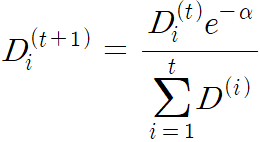 D_i^{(t+1)} = \frac{D_i^{(t)} e^{-\alpha}}{\sum_{i=1}^{t} D^{(i)}}